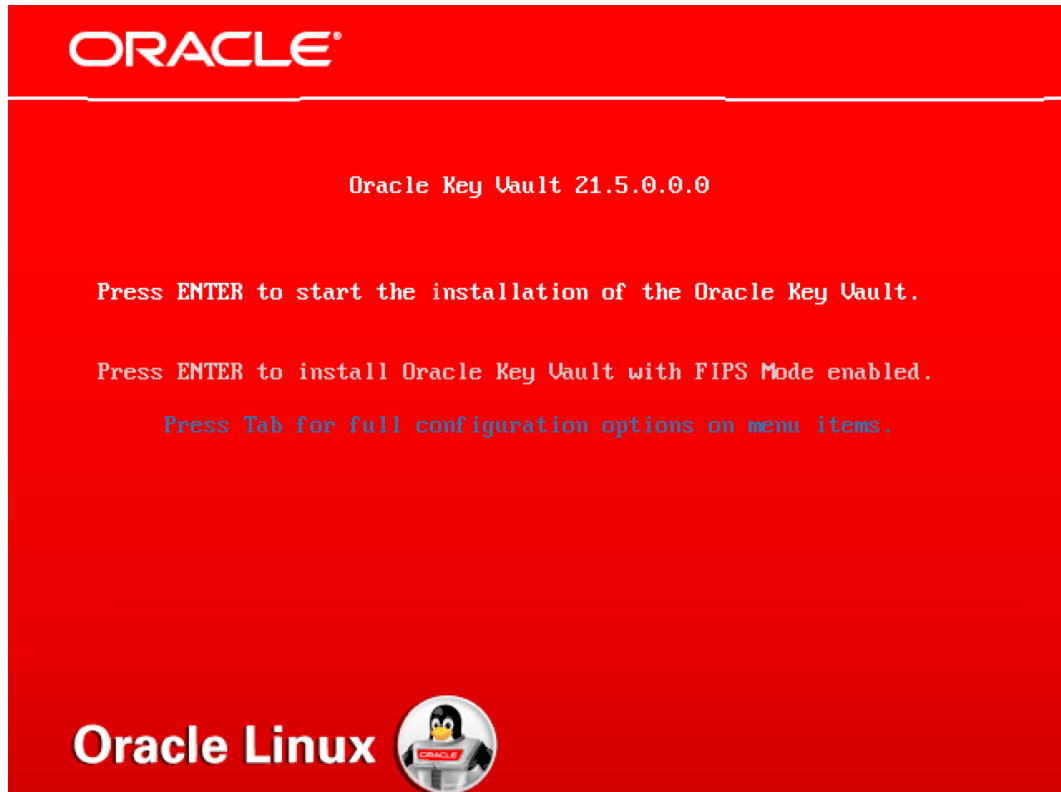 ORACLE®
Oracle Key Vault 21.5.0.0.0
Press ENTER to start the installation of the Oracle Key Vault.
Press ENTER to install Oracle Key Vault with FIPS Mode enabled.
Press Tab for full configuration options on menu items.
Oracle Linux
ORACLE